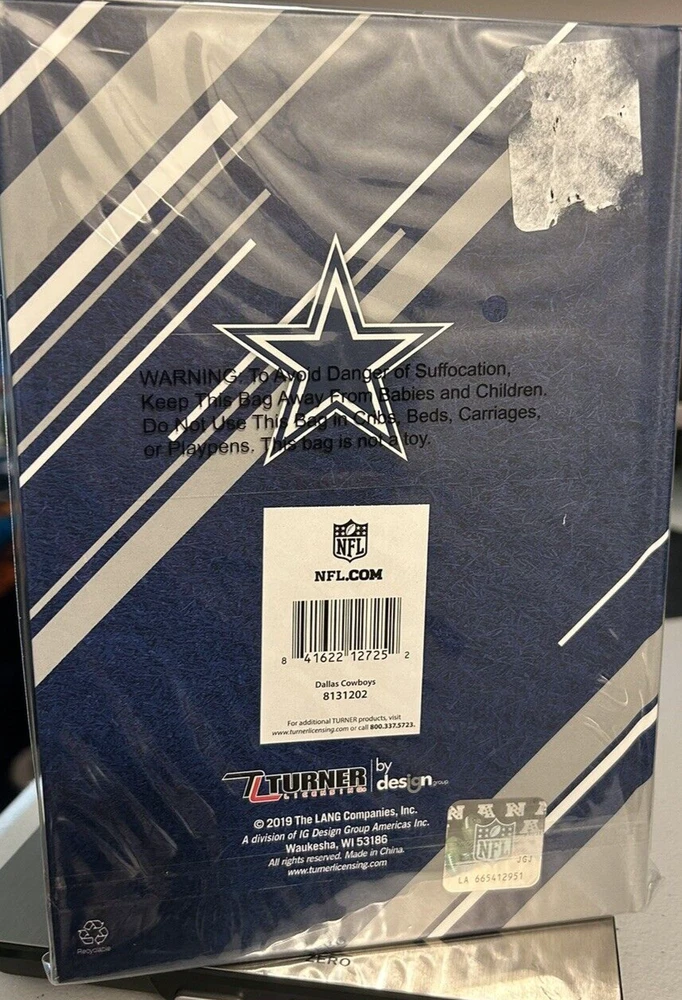 WARNING: To Avoid Danger of Suffocation,
Keep This Bag Away From Babies and Children.
Do Not Use This Bag in Cribs, Beds, Carriages,
or Playpens. This bag is not a toy.
NFL
NFL.COM
8 41622 12725 2
Dallas Cowboys
8131202
For additional TURNER products, visit
www.turnerlicensing.com or call 800.337.5723.
TURNER
LICENSING
by
design group
© 2019 The LANG Companies, Inc.
A division of IG Design Group Americas Inc.
Waukesha, WI 53186
All rights reserved. Made in China.
www.turnerlicensing.com
NFL
LA 665412951
Recyclable
ZERO